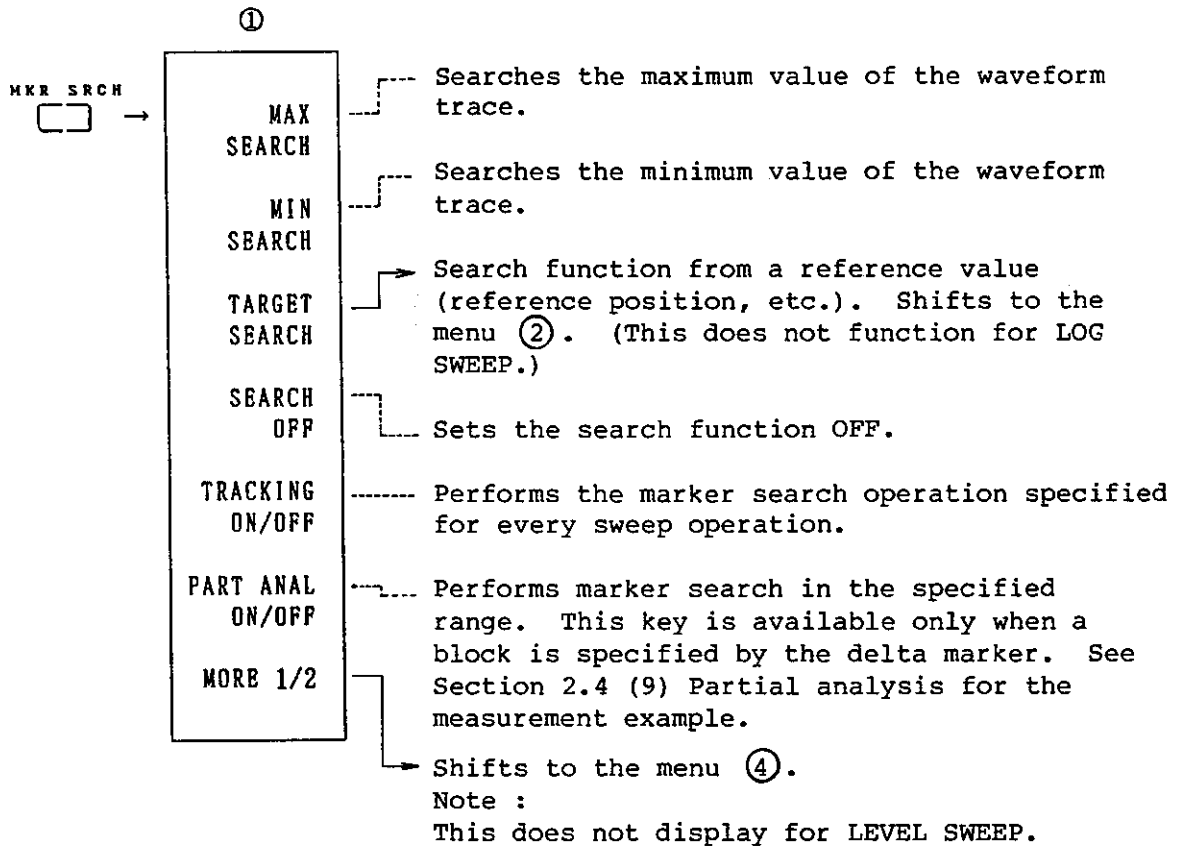 ①
MKR SRCH
MAX
SEARCH
Searches the maximum value of the waveform
trace.
MIN
SEARCH
Searches the minimum value of the waveform
trace.
TARGET
SEARCH
Search function from a reference value
(reference position, etc.). Shifts to the
menu ②. (This does not function for LOG
SWEEP.)
SEARCH
OFF
Sets the search function OFF.
TRACKING
ON/OFF
Performs the marker search operation specified
for every sweep operation.
PART ANAL
ON/OFF
Performs marker search in the specified
range. This key is available only when a
block is specified by the delta marker. See
Section 2.4 (9) Partial analysis for the
measurement example.
MORE 1/2
Shifts to the menu ④.
Note :
This does not display for LEVEL SWEEP.